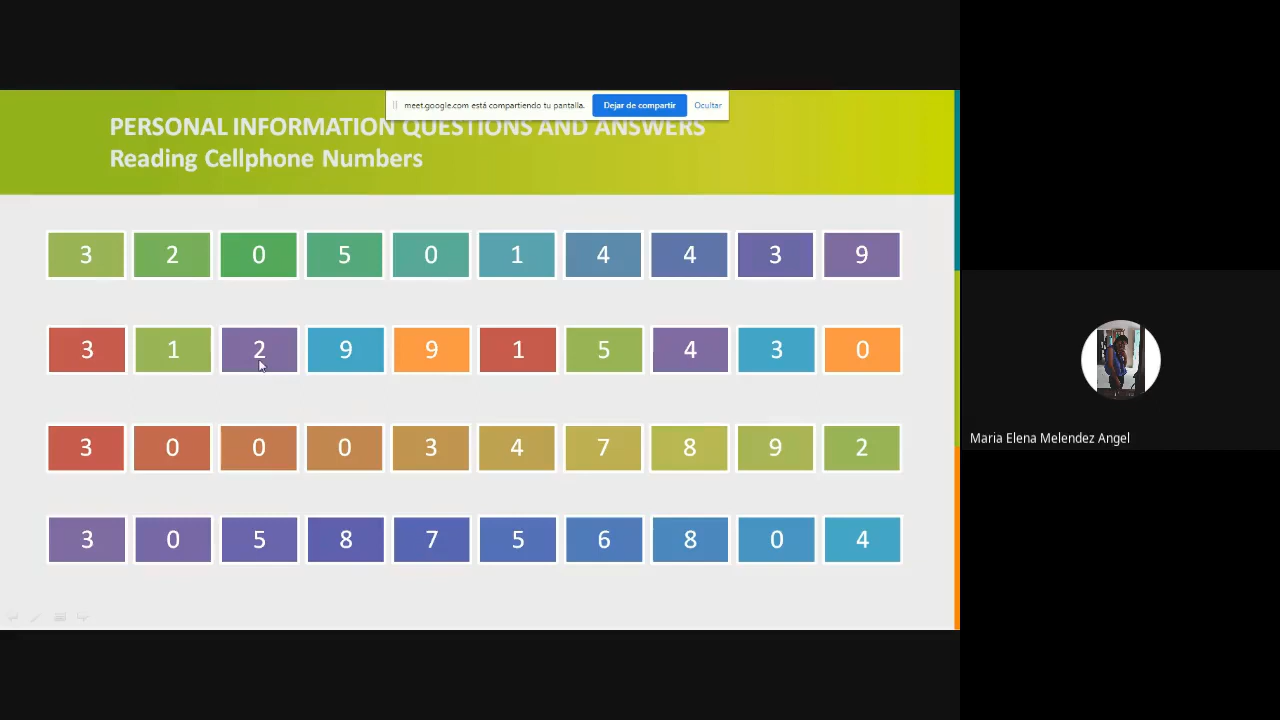 meet.google.com está compartiendo tu pantalla. Dejar de compartir Ocultar
PERSONAL INFORMATION QUESTIONS AND ANSWERS
Reading Cellphone Numbers
3 2 0 5 0 1 4 4 3 9
3 1 2 9 9 1 5 4 3 0
3 0 0 0 3 4 7 8 9 2
3 0 5 8 7 5 6 8 0 4
Maria Elena Melendez Angel